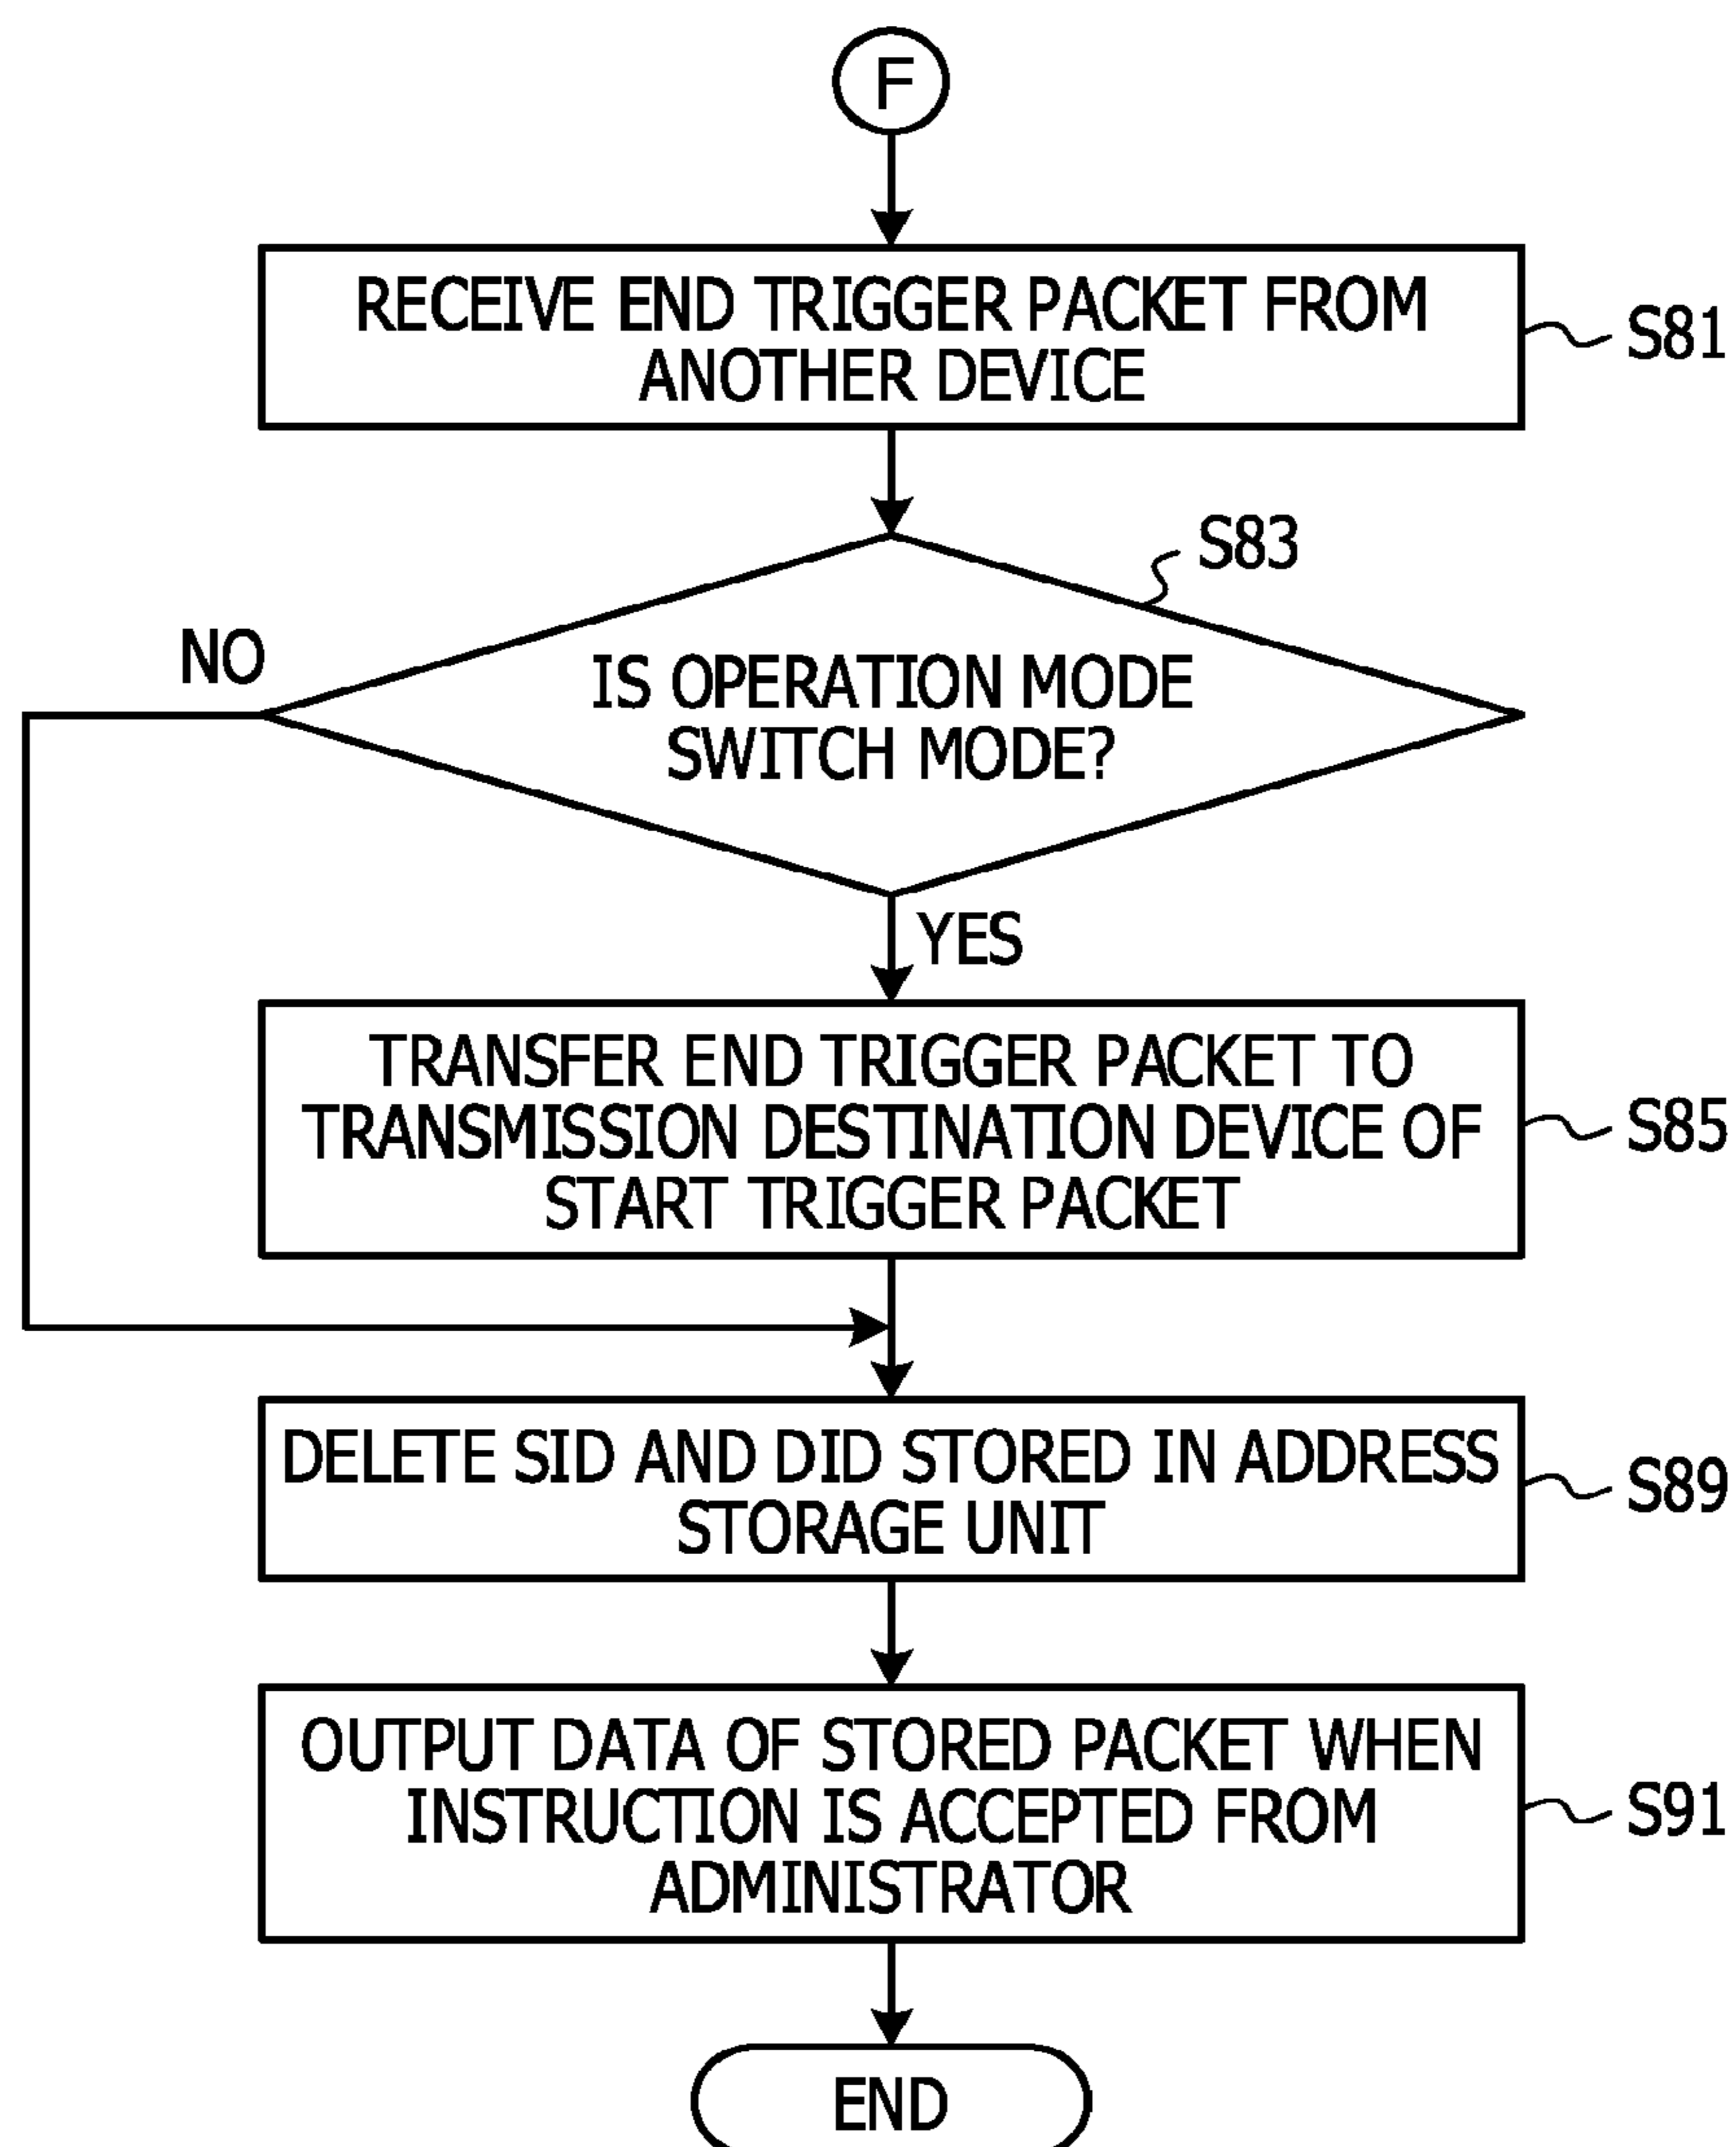 F
RECEIVE END TRIGGER PACKET FROM
ANOTHER DEVICE
S81
S83
NO
IS OPERATION MODE
SWITCH MODE?
YES
TRANSFER END TRIGGER PACKET TO
TRANSMISSION DESTINATION DEVICE OF
START TRIGGER PACKET
S85
DELETE SID AND DID STORED IN ADDRESS
STORAGE UNIT
S89
OUTPUT DATA OF STORED PACKET WHEN
INSTRUCTION IS ACCEPTED FROM
ADMINISTRATOR
S91
END